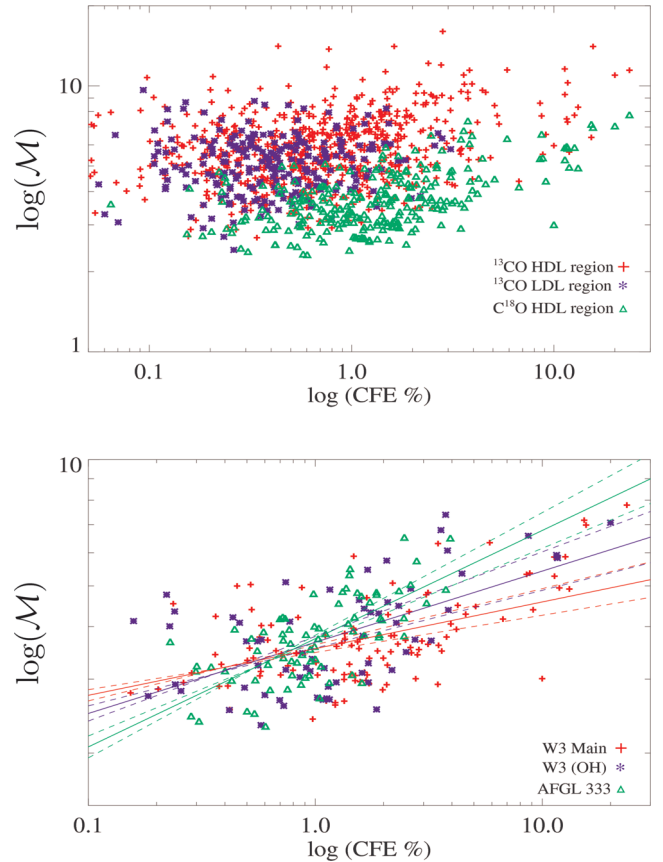 10
log(ℳ)
¹³CO HDL region +
¹³CO LDL region *
C¹⁸O HDL region △
1
0.1 1.0 10.0
log (CFE %)
10
log(ℳ)
W3 Main +
W3 (OH) *
AFGL 333 △
0.1 1.0 10.0
log (CFE %)